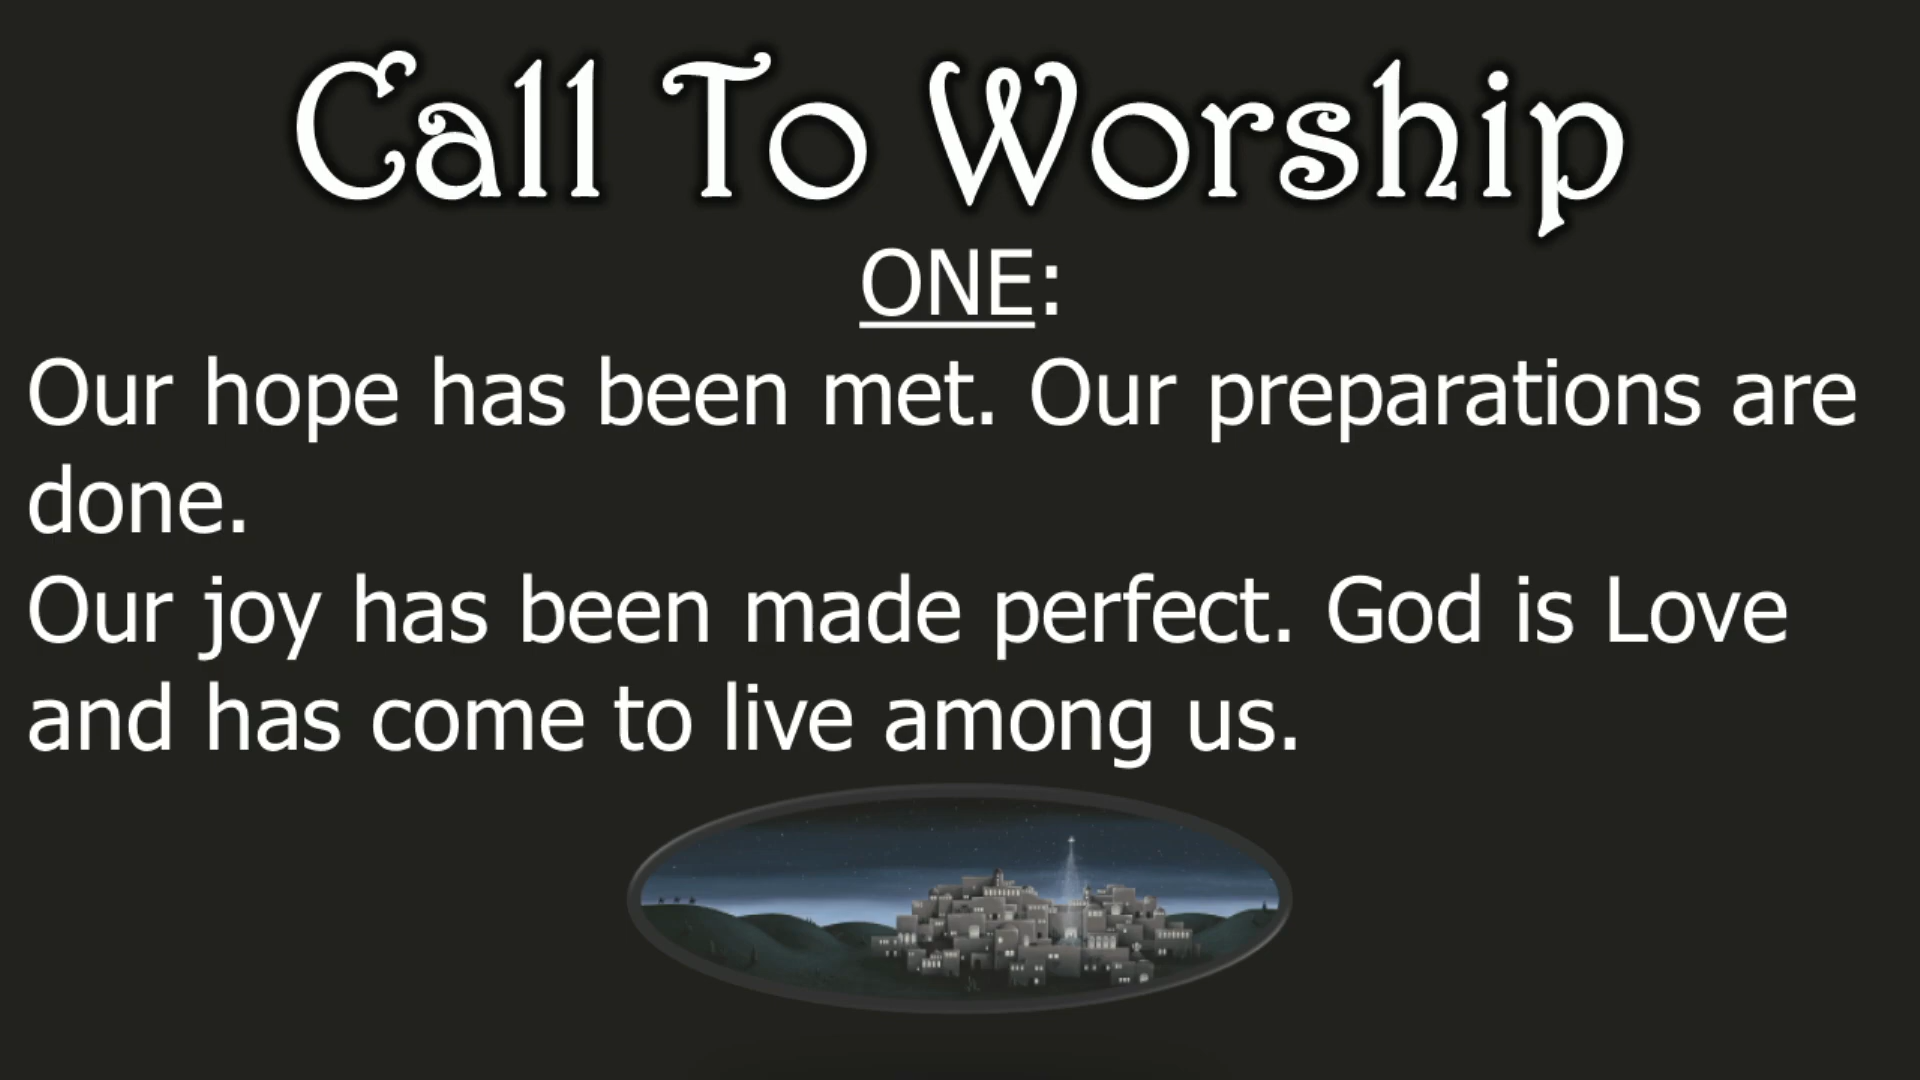 Call To Worship
ONE:
Our hope has been met. Our preparations are
done.
Our joy has been made perfect. God is Love
and has come to live among us.